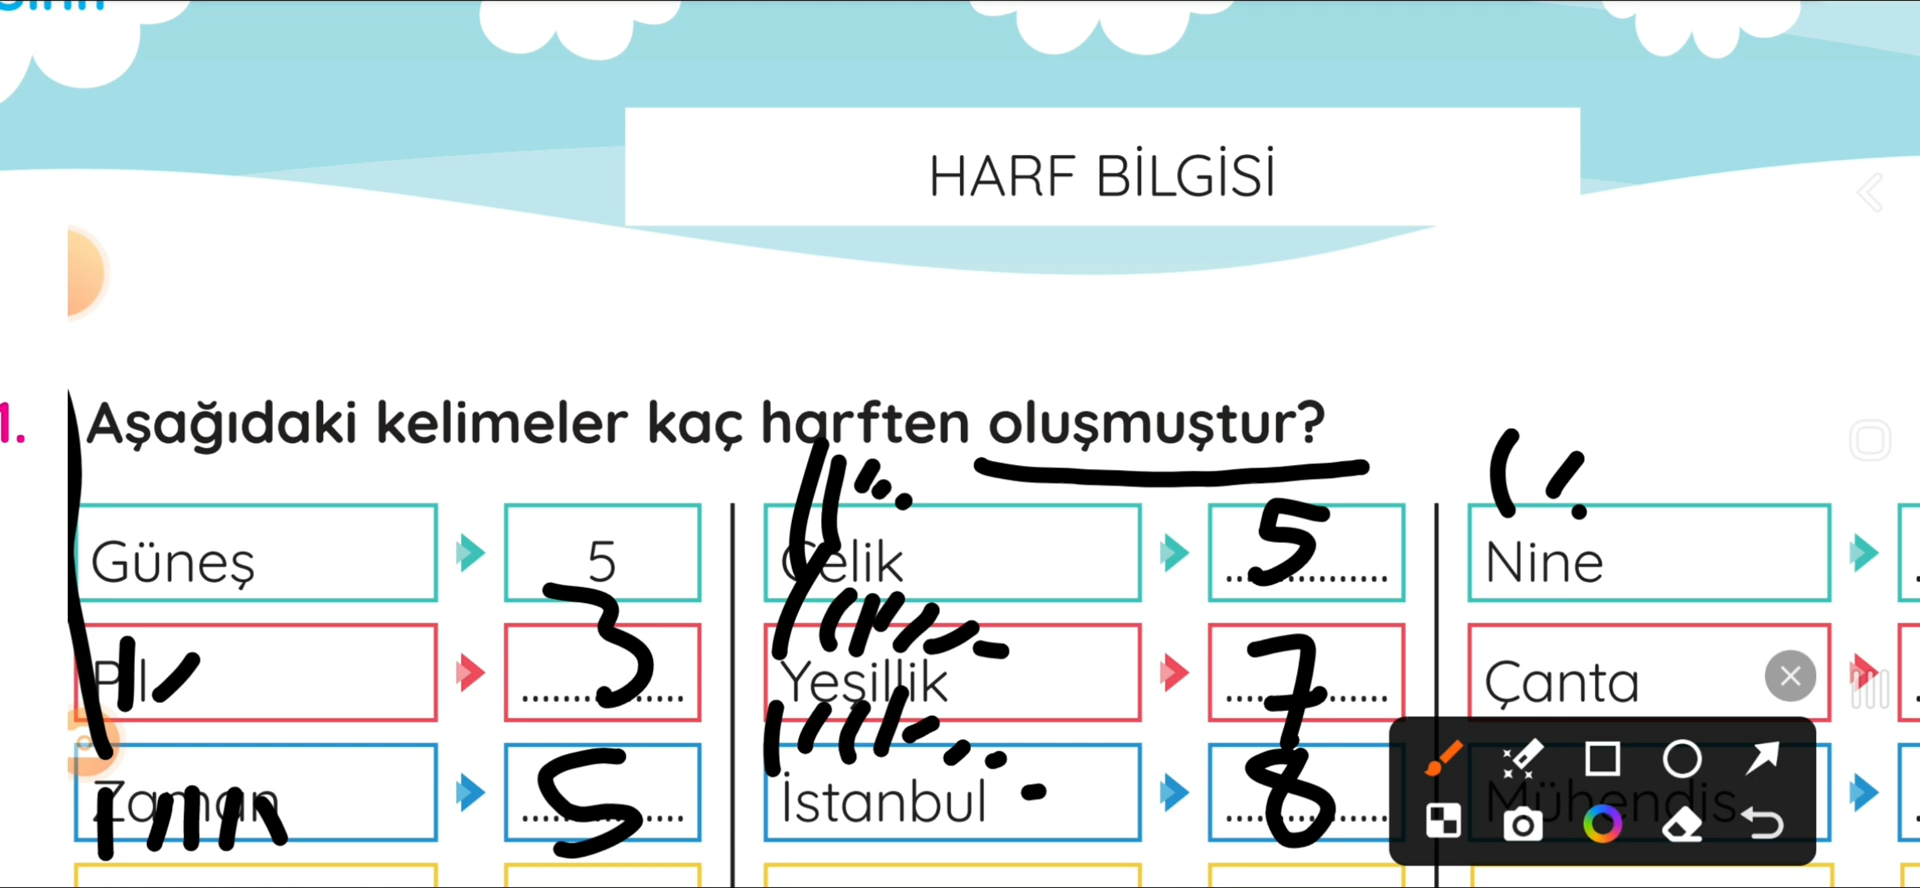 HARF BİLGİSİ
1. Aşağıdaki kelimeler kaç harften oluşmuştur?
Güneş 5 Çelik 5 Nine
Pil 3 Yeşillik 7 Çanta
Zaman 5 İstanbul 8 Mühendis